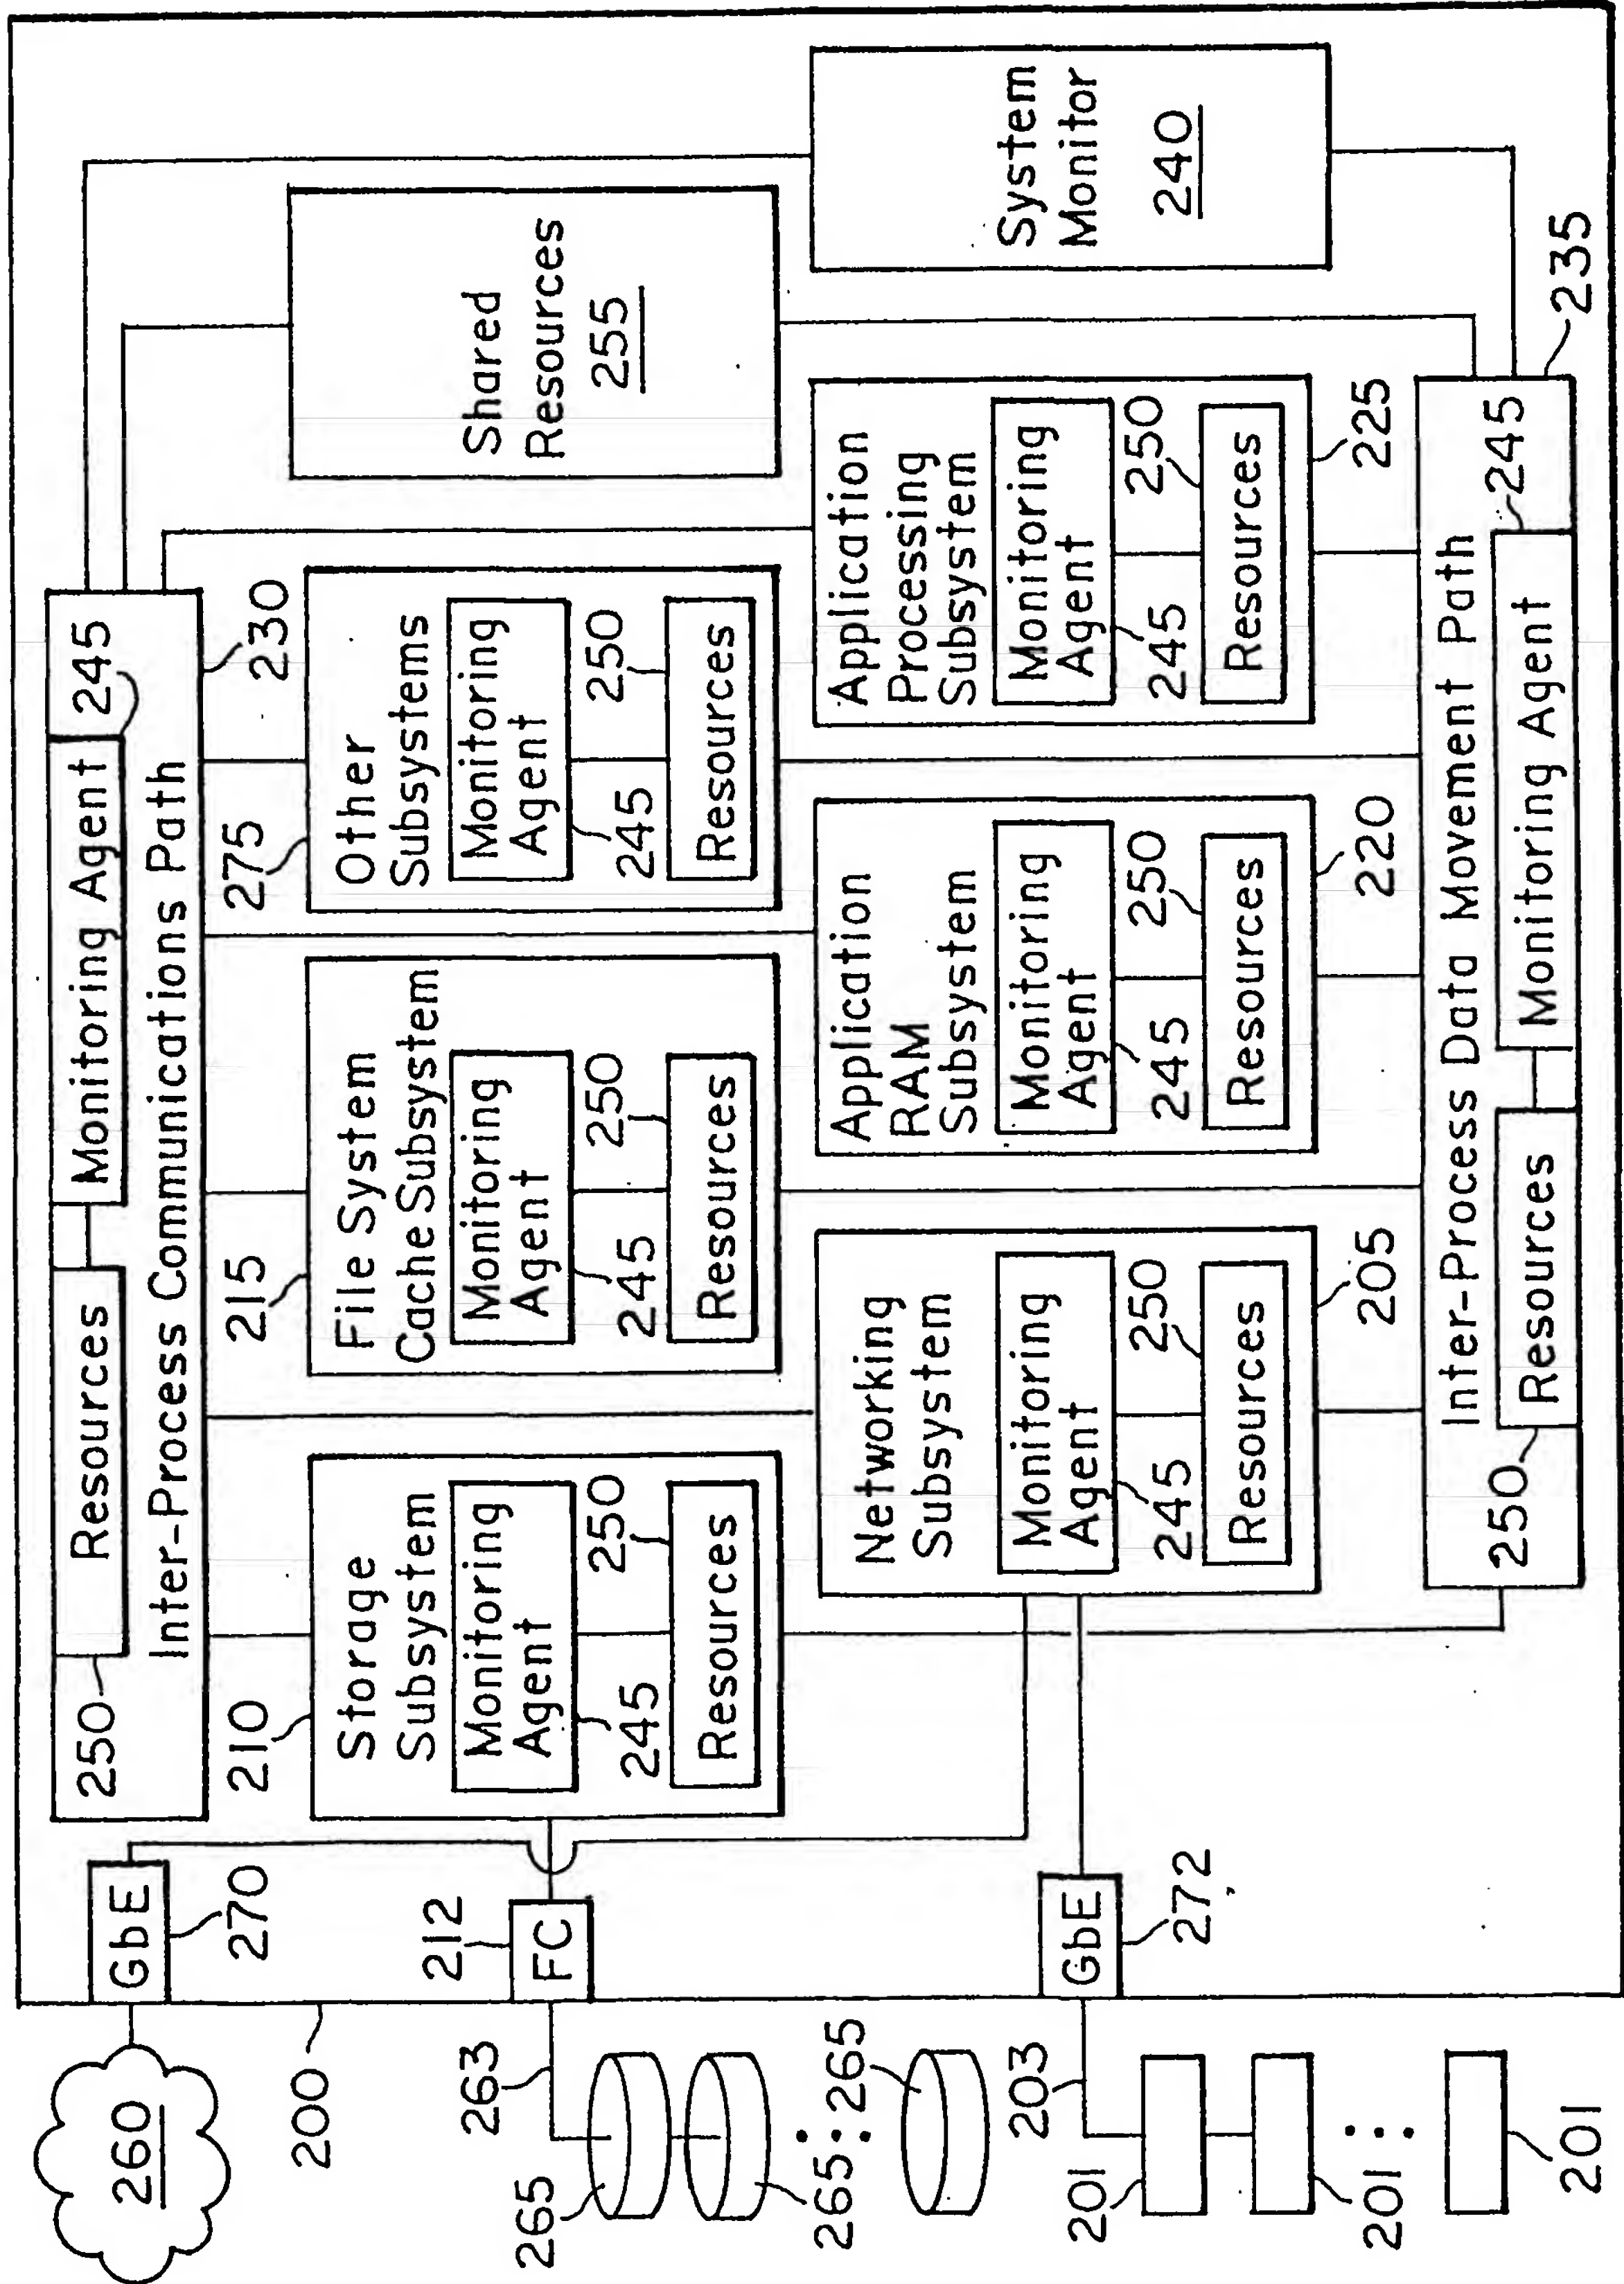 260
GbE
270
200
250
Resources
Monitoring Agent
245
Inter-Process Communications Path
230
210
Storage
Subsystem
Monitoring
Agent
245
250
Resources
215
File System
Cache Subsystem
Monitoring
Agent
245
250
Resources
275
Other
Subsystems
Monitoring
Agent
245
250
Resources
Shared
Resources
255
212
FC
263
265
265
265
Networking
Subsystem
Monitoring
Agent
245
250
Resources
205
Application
RAM
Subsystem
Monitoring
Agent
245
250
Resources
220
Application
Processing
Subsystem
Monitoring
Agent
245
250
Resources
225
System
Monitor
240
203
GbE
272
201
201
201
Inter-Process Data Movement Path
235
250
Resources
Monitoring Agent
245